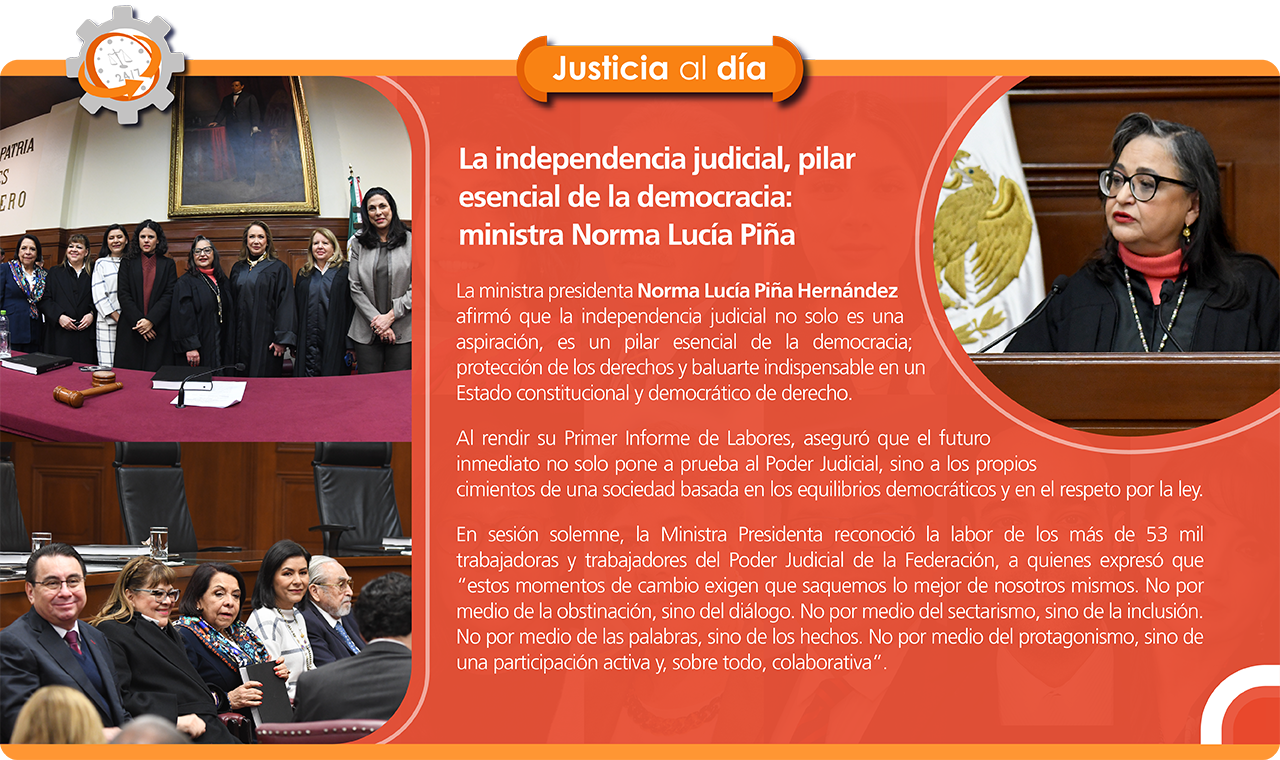 24/7
Justicia al día
PATRIA
ES
ERO
La independencia judicial, pilar
esencial de la democracia:
ministra Norma Lucía Piña
La ministra presidenta Norma Lucía Piña Hernández
afirmó que la independencia judicial no solo es una
aspiración, es un pilar esencial de la democracia;
protección de los derechos y baluarte indispensable en un
Estado constitucional y democrático de derecho.
Al rendir su Primer Informe de Labores, aseguró que el futuro
inmediato no solo pone a prueba al Poder Judicial, sino a los propios
cimientos de una sociedad basada en los equilibrios democráticos y en el respeto por la ley.
En sesión solemne, la Ministra Presidenta reconoció la labor de los más de 53 mil
trabajadoras y trabajadores del Poder Judicial de la Federación, a quienes expresó que
“estos momentos de cambio exigen que saquemos lo mejor de nosotros mismos. No por
medio de la obstinación, sino del diálogo. No por medio del sectarismo, sino de la inclusión.
No por medio de las palabras, sino de los hechos. No por medio del protagonismo, sino de
una participación activa y, sobre todo, colaborativa”.